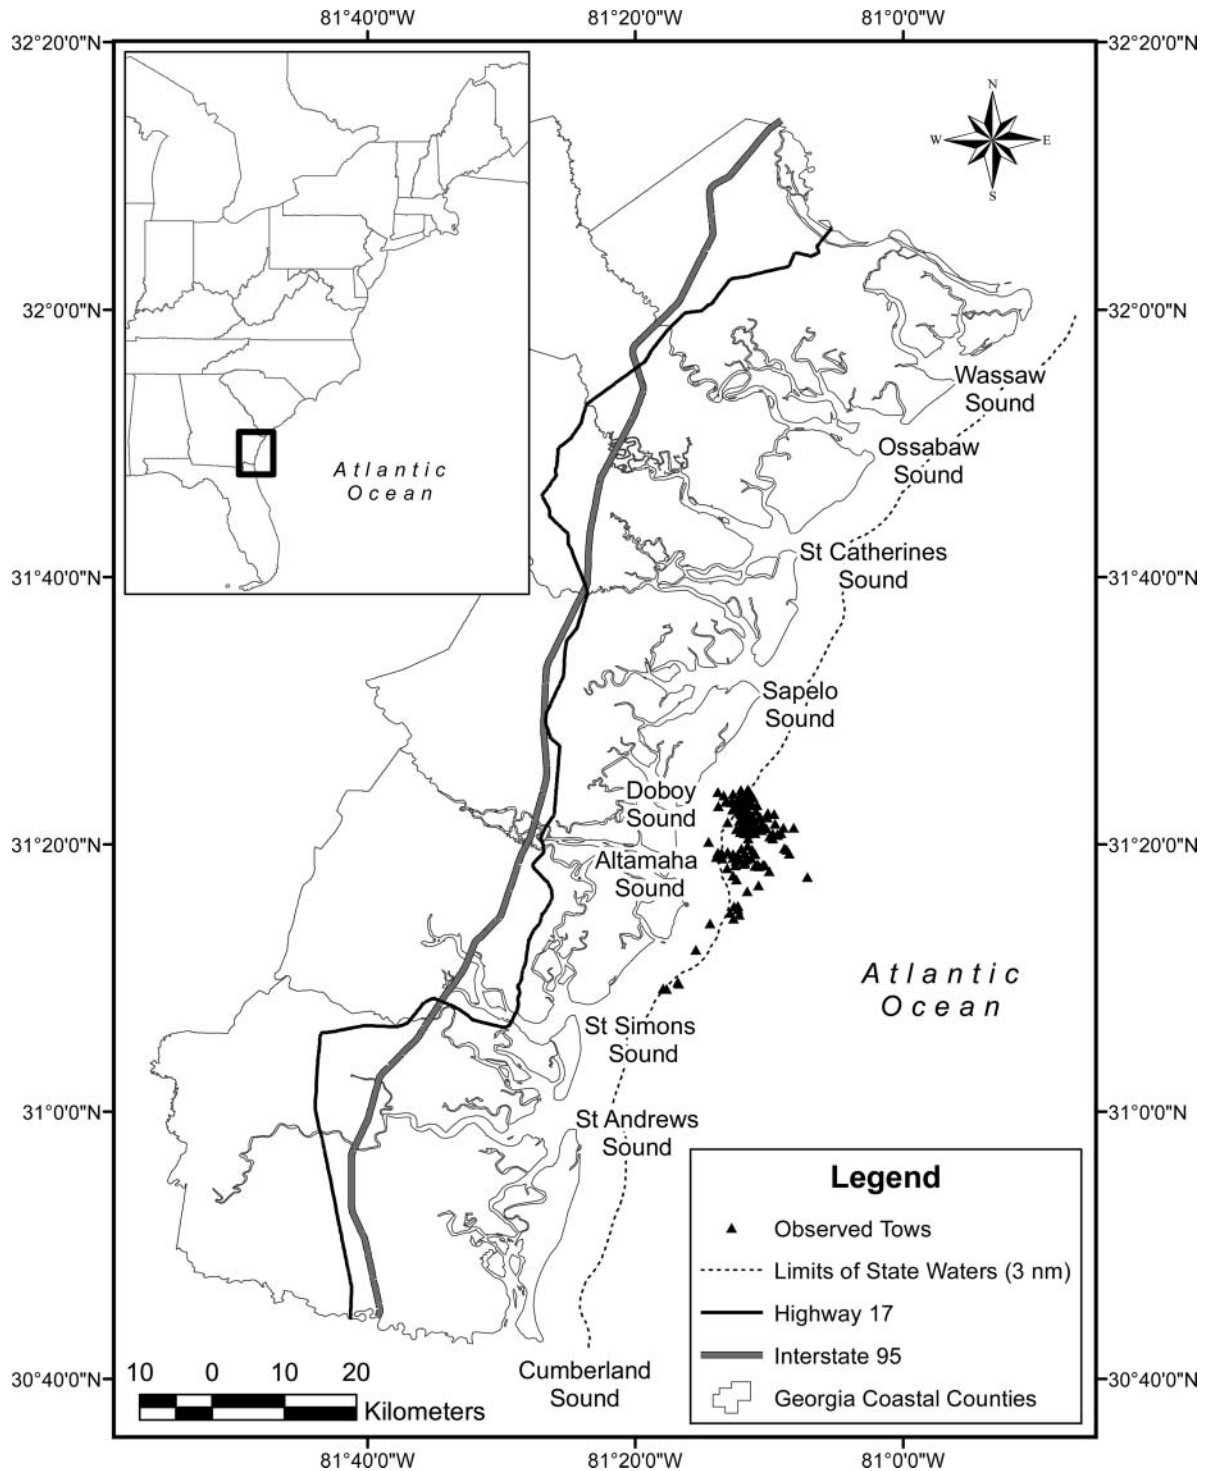 81°40'0"W
81°20'0"W
81°0'0"W
32°20'0"N
32°20'0"N
N
W
E
S
32°0'0"N
32°0'0"N
Wassaw
Sound
Ossabaw
Sound
Atlantic
Ocean
St Catherines
Sound
31°40'0"N
31°40'0"N
Sapelo
Sound
Doboy
Sound
31°20'0"N
31°20'0"N
Altamaha
Sound
Atlantic
Ocean
St Simons
Sound
31°0'0"N
31°0'0"N
St Andrews
Sound
Legend
Observed Tows
Limits of State Waters (3 nm)
Highway 17
Interstate 95
Georgia Coastal Counties
Cumberland
Sound
10 0 10 20
Kilometers
30°40'0"N
30°40'0"N
81°40'0"W
81°20'0"W
81°0'0"W